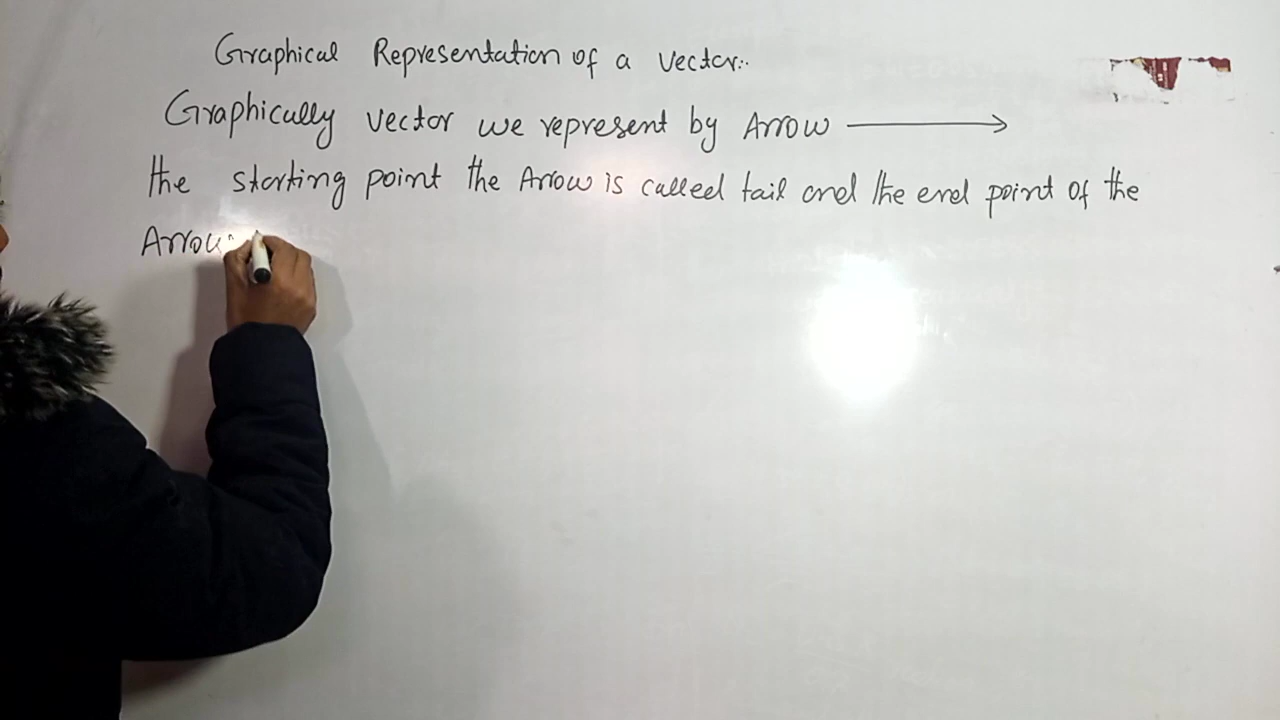 Graphical Representation of a vector:.
Graphically vector we represent by Arrow
the starting point the Arrow is called tail and the end point of the
Arrow